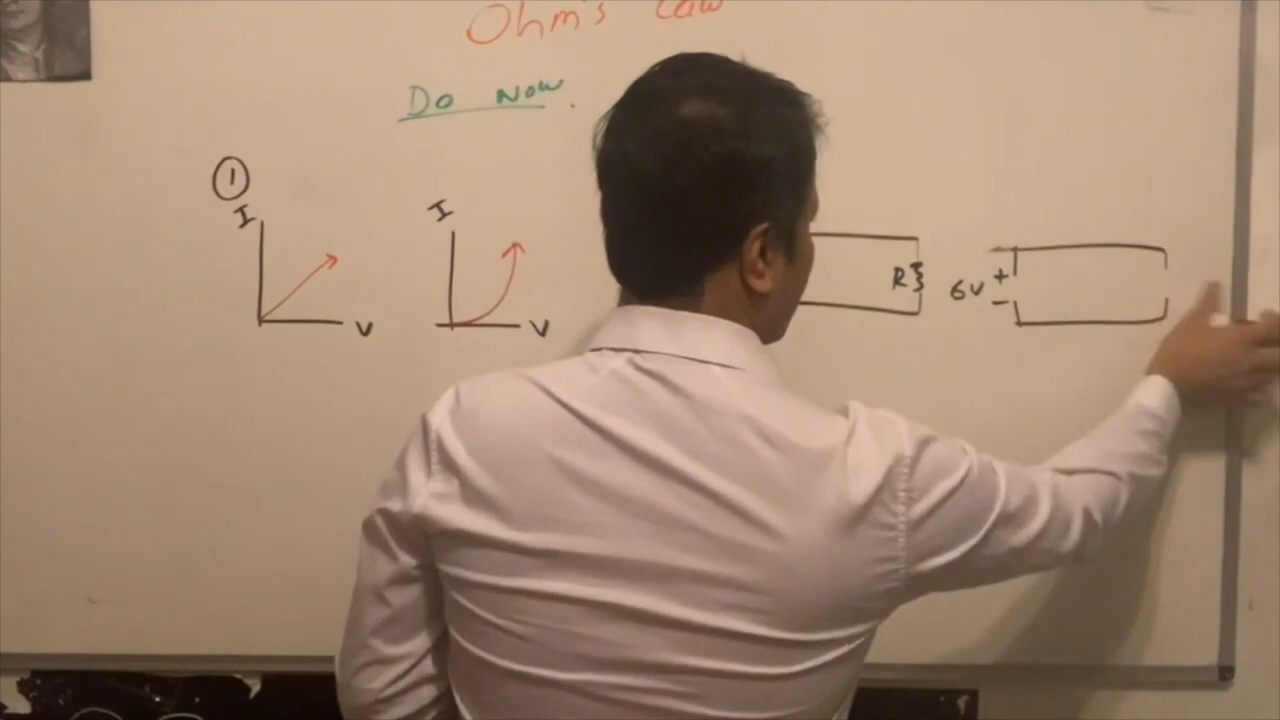 Ohm's Law
Do Now.
①
I
V
I
V
R
6V + -